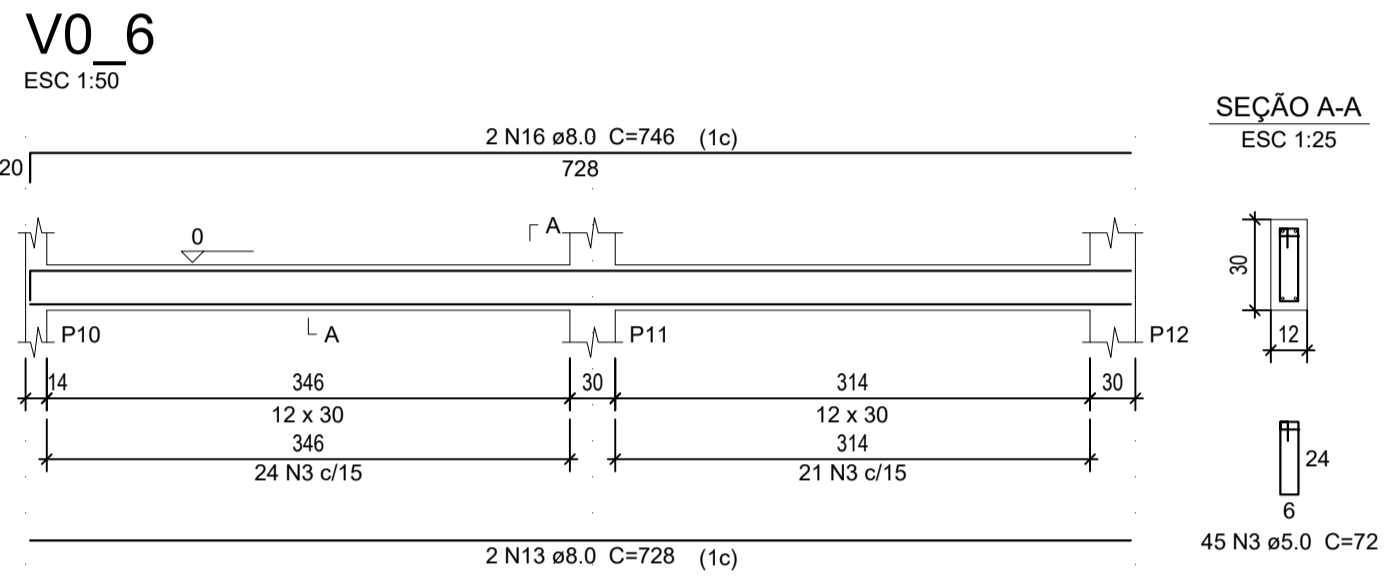 V0_6
ESC 1:50
SEÇÃO A-A
ESC 1:25
2 N16 ø8.0 C=746 (1c)
20
728
A
0
30
P10
A
P11
P12
12
14
346
30
314
30
12 x 30
12 x 30
346
314
24 N3 c/15
21 N3 c/15
24
6
45 N3 ø5.0 C=72
2 N13 ø8.0 C=728 (1c)